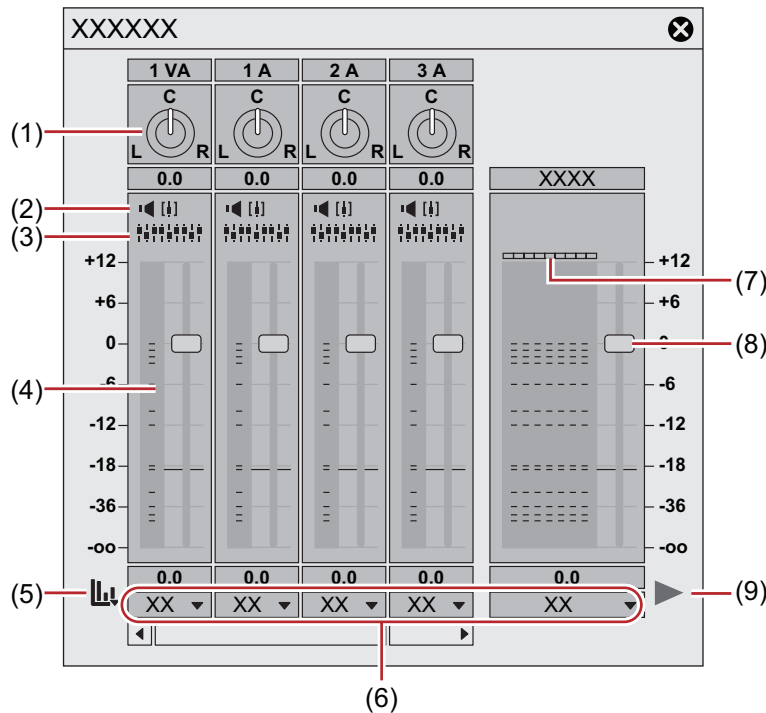 XXXXXX
1 VA 1 A 2 A 3 A
C C C C
(1)
L R L R L R L R
0.0 0.0 0.0 0.0 XXXX
(2)
(3)
+12 +12
(7)
+6 +6
0 0
(8)
(4)
-6 -6
-12 -12
-18 -18
-36 -36
-oo -oo
0.0 0.0 0.0 0.0 0.0
(5)
XX XX XX XX XX
(9)
(6)